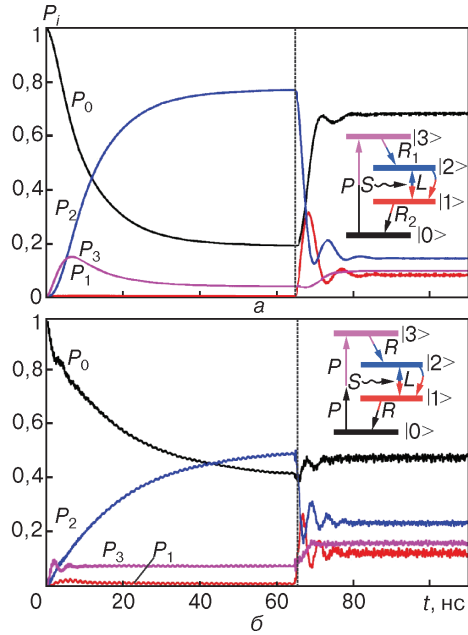 P_i
1
P_0
0,8
|3>
R_1
0,6
|2>
P S L
0,4
P_2
|1>
R_2
0,2
P_3
|0>
P_1
0
а
1
P_0
|3>
0,8
R
|2>
P
S L
0,6
|1>
P R
0,4
|0>
P_2
0,2
P_3 P_1
0 20 40 60 80 t, нс
б